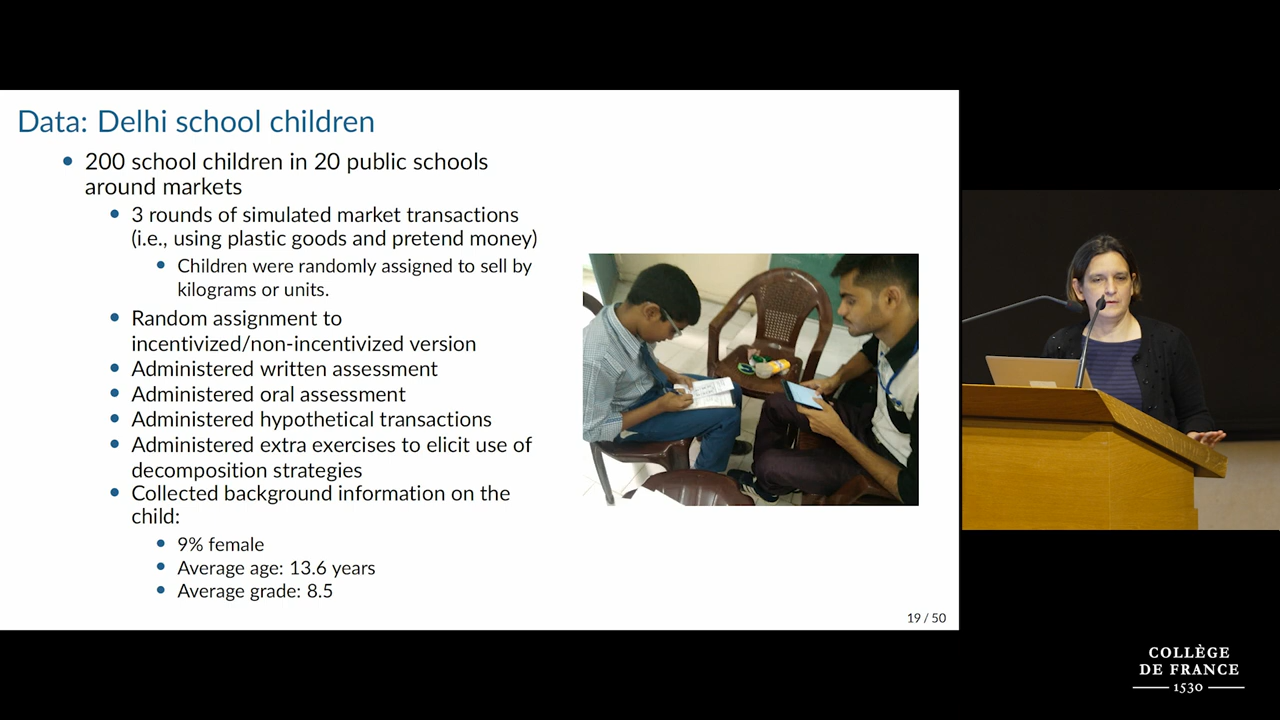 Data: Delhi school children
• 200 school children in 20 public schools
around markets
• 3 rounds of simulated market transactions
(i.e., using plastic goods and pretend money)
• Children were randomly assigned to sell by
kilograms or units.
• Random assignment to
incentivized/non-incentivized version
• Administered written assessment
• Administered oral assessment
• Administered hypothetical transactions
• Administered extra exercises to elicit use of
decomposition strategies
• Collected background information on the
child:
• 9% female
• Average age: 13.6 years
• Average grade: 8.5
19 / 50
COLLÈGE
DE FRANCE
1530